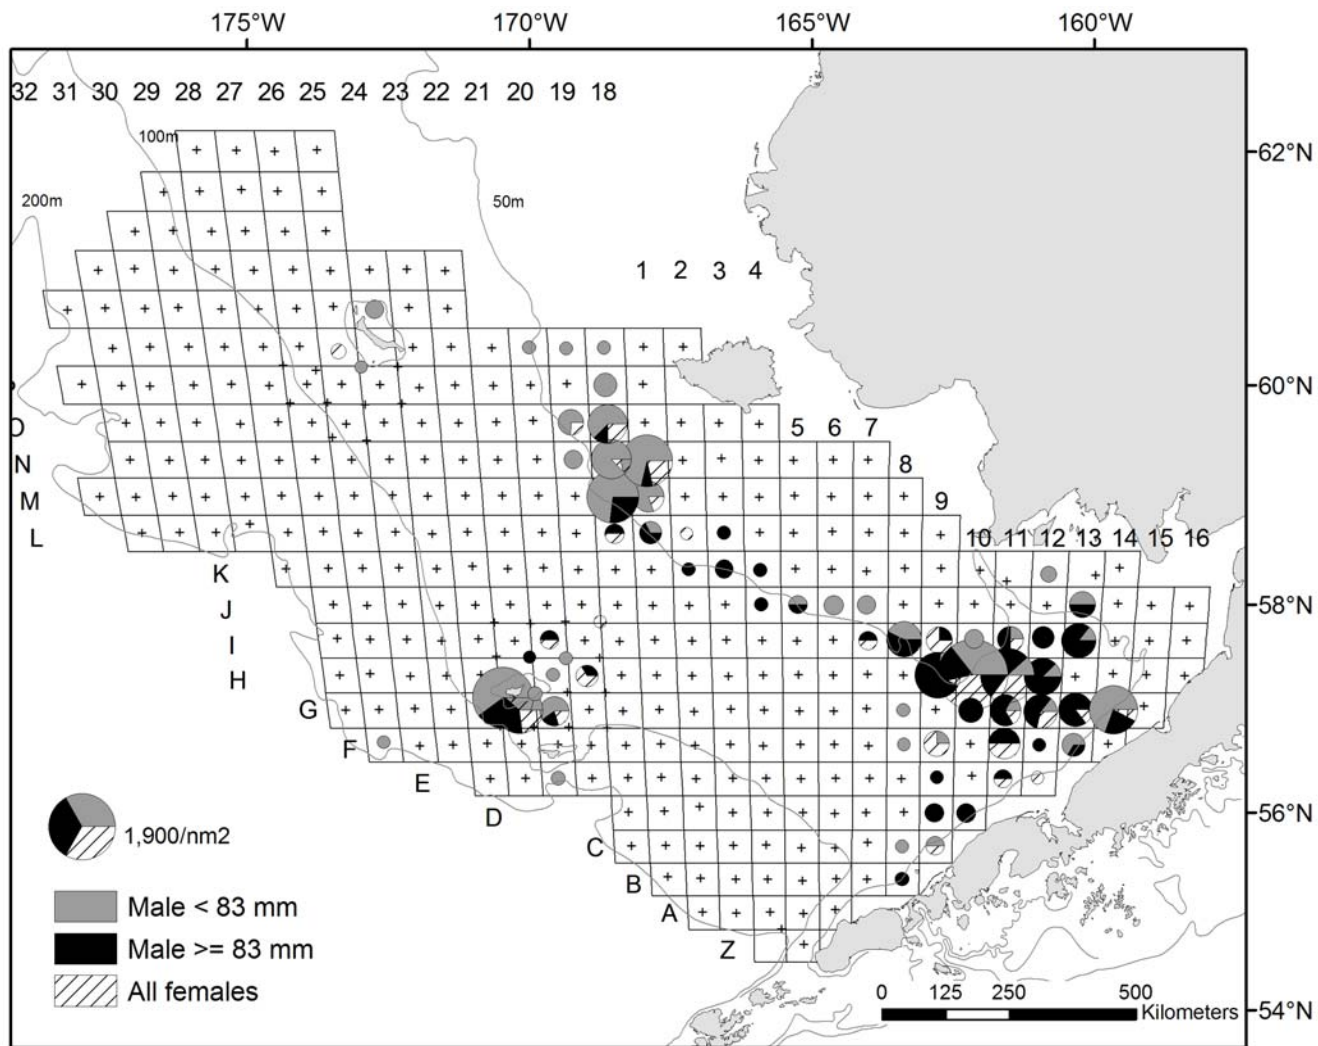 175°W 170°W 165°W 160°W
32 31 30 29 28 27 26 25 24 23 22 21 20 19 18
100m
62°N
200m
50m
1 2 3 4
60°N
O
5 6 7
N
8
M
9
L
10 11 12 13 14 15 16
K
J
58°N
I
H
G
F
E
D
56°N
1,900/nm2
C
B
Male < 83 mm
A
Male >= 83 mm
Z
All females
0 125 250 500
Kilometers
54°N